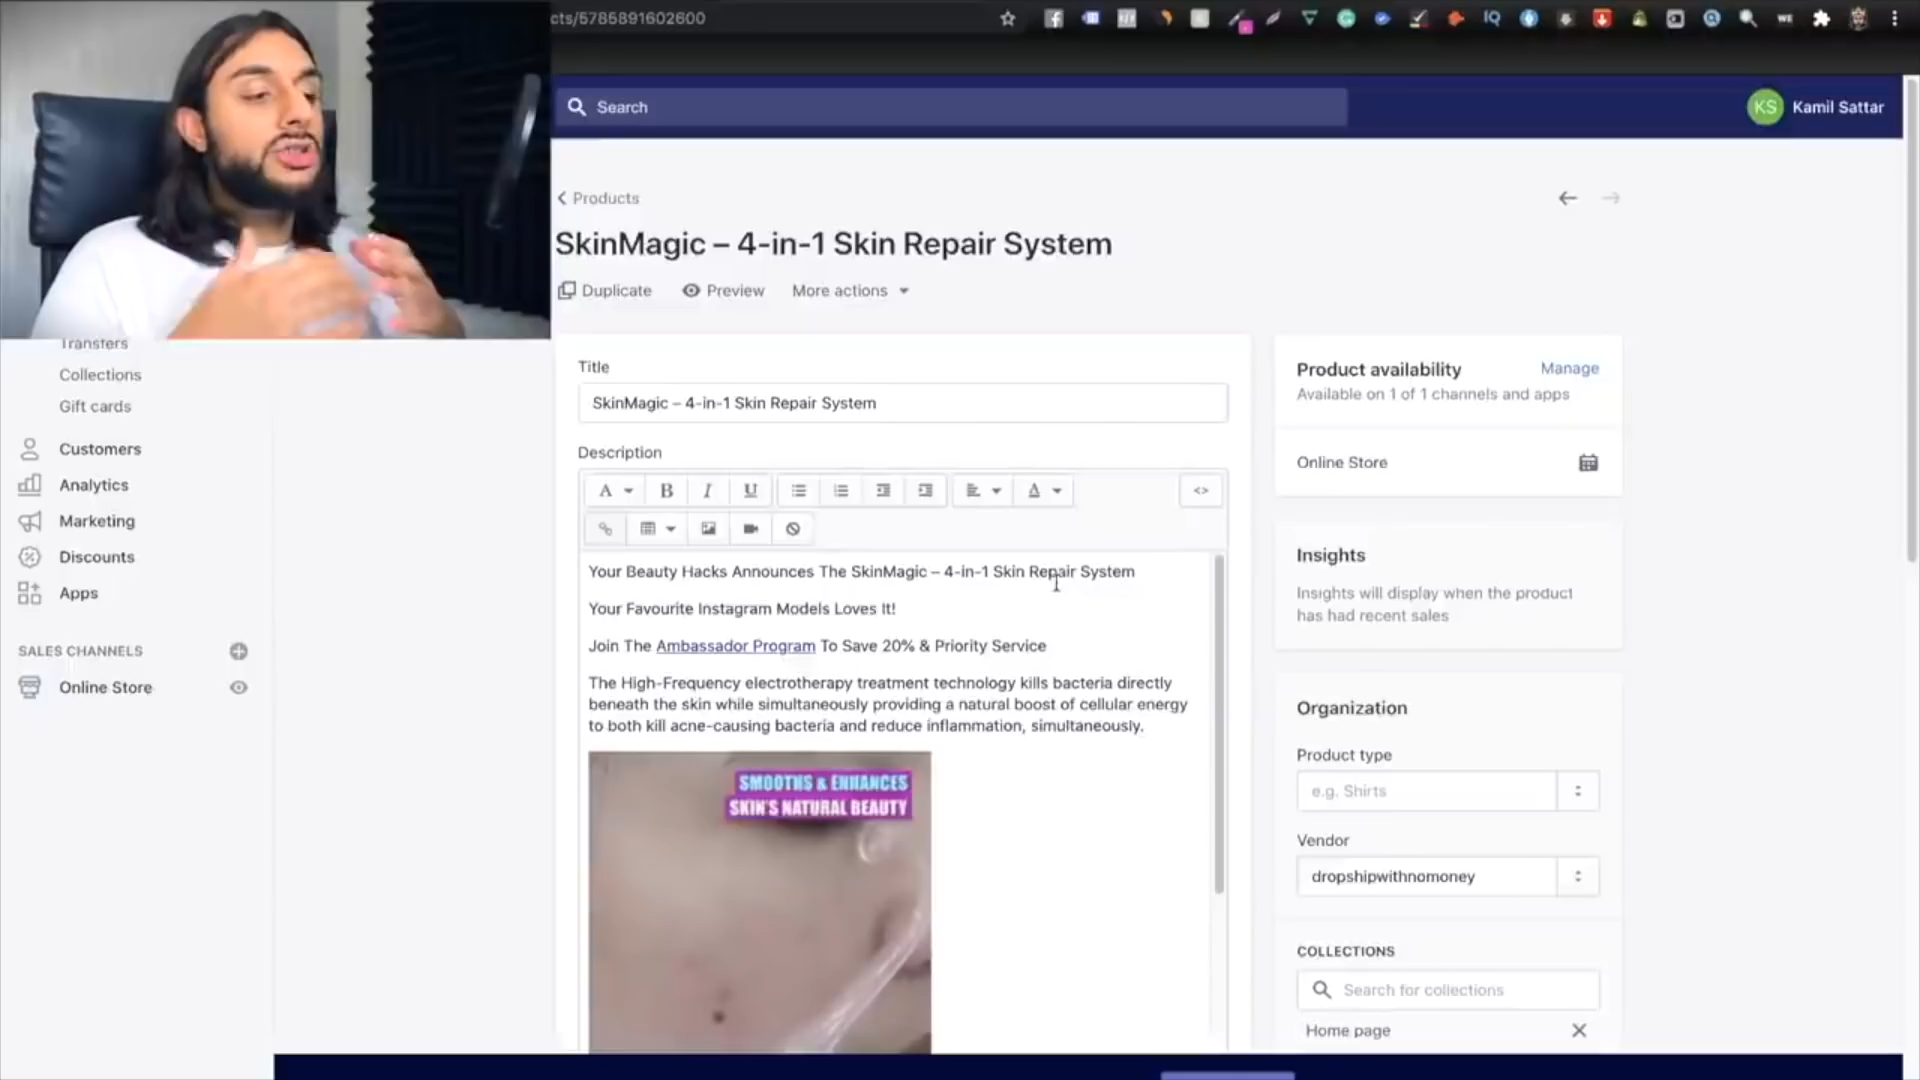 cts/5785891602600
IQ
WE
Search
KS Kamil Sattar
Products
SkinMagic – 4-in-1 Skin Repair System
Duplicate Preview More actions
Transfers
Collections
Gift cards
Customers
Analytics
Marketing
Discounts
Apps
SALES CHANNELS
Online Store
Title
SkinMagic – 4-in-1 Skin Repair System
Description
A B I U A
Your Beauty Hacks Announces The SkinMagic – 4-in-1 Skin Repair System
Your Favourite Instagram Models Loves It!
Join The Ambassador Program To Save 20% & Priority Service
The High-Frequency electrotherapy treatment technology kills bacteria directly
beneath the skin while simultaneously providing a natural boost of cellular energy
to both kill acne-causing bacteria and reduce inflammation, simultaneously.
SMOOTHS & ENHANCES
SKIN'S NATURAL BEAUTY
Product availability Manage
Available on 1 of 1 channels and apps
Online Store
Insights
Insights will display when the product
has had recent sales
Organization
Product type
e.g. Shirts
Vendor
dropshipwithnomoney
COLLECTIONS
Search for collections
Home page